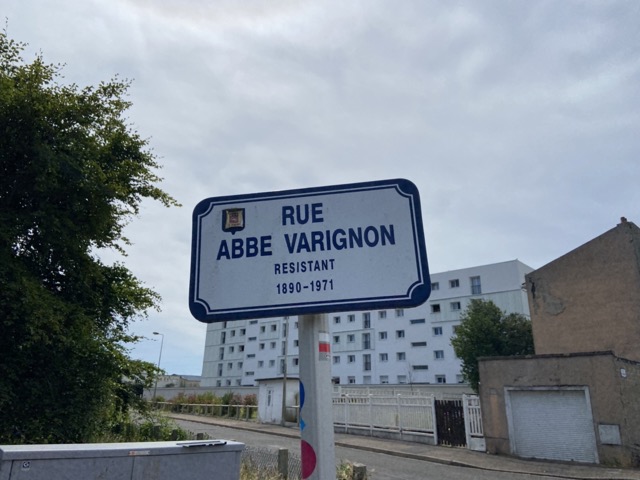 RUE
ABBE VARIGNON
RESISTANT
1890-1971